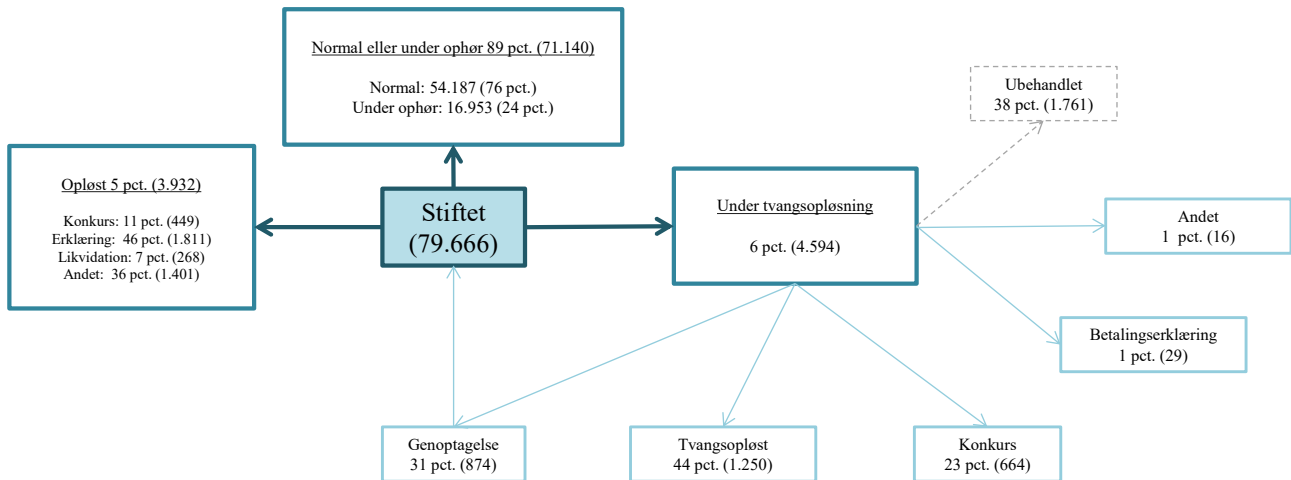 Normal eller under ophør 89 pct. (71.140)
Normal: 54.187 (76 pct.)
Under ophør: 16.953 (24 pct.)
Ubehandlet
38 pct. (1.761)
Opløst 5 pct. (3.932)
Konkurs: 11 pct. (449)
Erklæring: 46 pct. (1.811)
Likvidation: 7 pct. (268)
Andet: 36 pct. (1.401)
Stiftet
(79.666)
Under tvangsopløsning
6 pct. (4.594)
Andet
1 pct. (16)
Betalingserklæring
1 pct. (29)
Genoptagelse
31 pct. (874)
Tvangsopløst
44 pct. (1.250)
Konkurs
23 pct. (664)